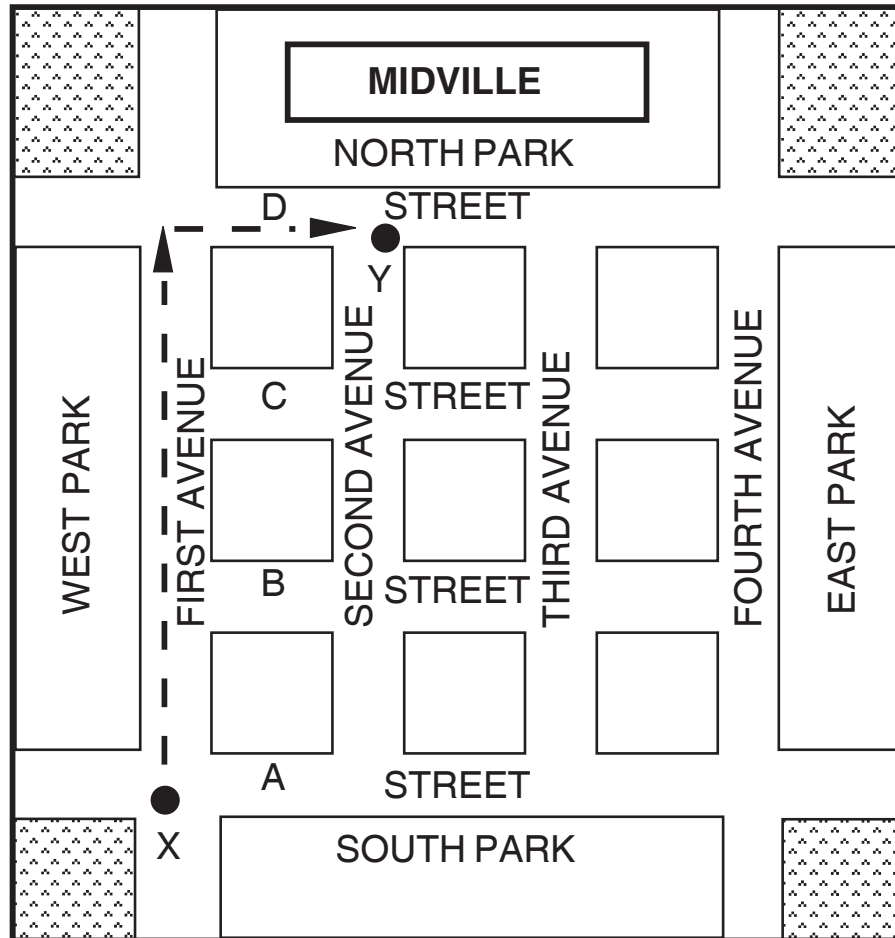 MIDVILLE
NORTH PARK
D STREET
Y
C STREET
WEST PARK
FIRST AVENUE
SECOND AVENUE
THIRD AVENUE
FOURTH AVENUE
EAST PARK
B STREET
A STREET
X
SOUTH PARK